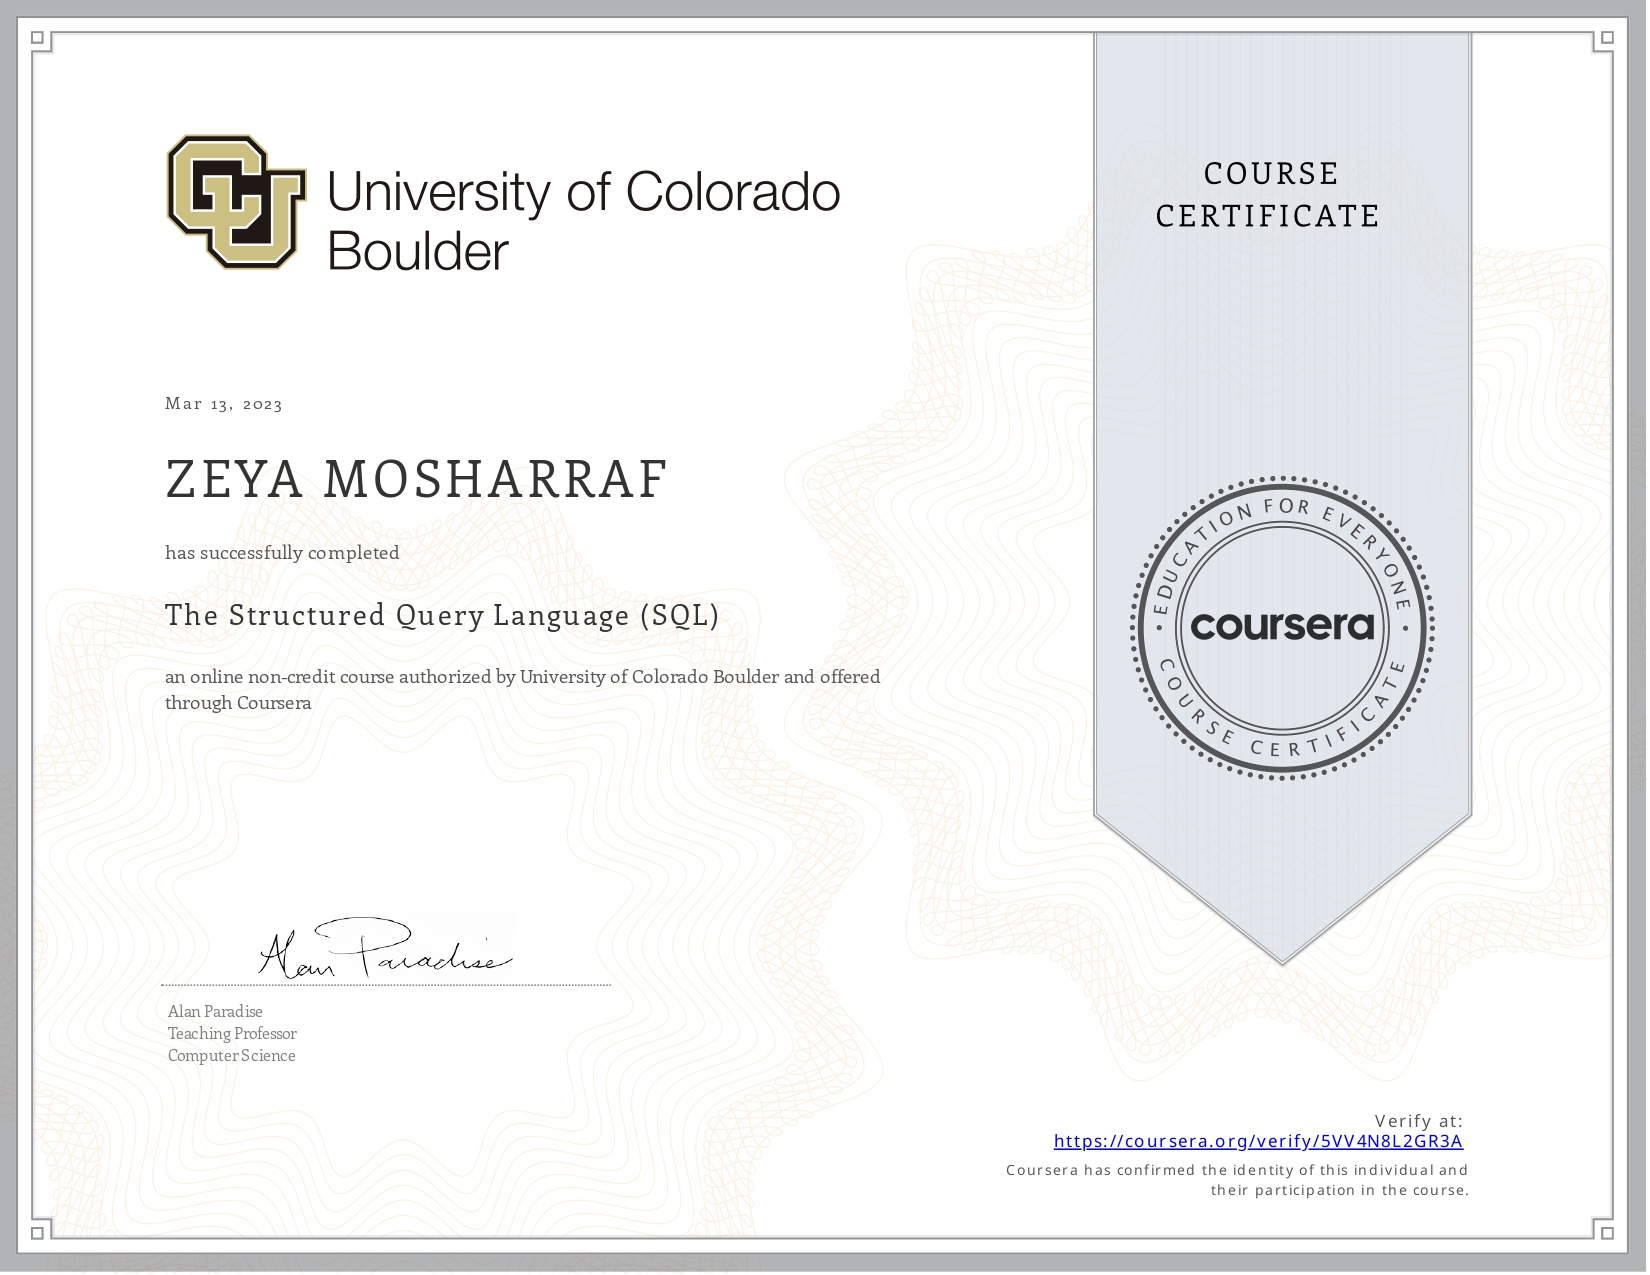 CU
University of Colorado
Boulder
COURSE
CERTIFICATE
Mar 13, 2023
ZEYA MOSHARRAF
has successfully completed
The Structured Query Language (SQL)
an online non-credit course authorized by University of Colorado Boulder and offered
through Coursera
EDUCATION FOR EVERYONE
coursera
COURSE CERTIFICATE
Alan Paradise
Alan Paradise
Teaching Professor
Computer Science
Verify at:
https://coursera.org/verify/5VV4N8L2GR3A
Coursera has confirmed the identity of this individual and
their participation in the course.